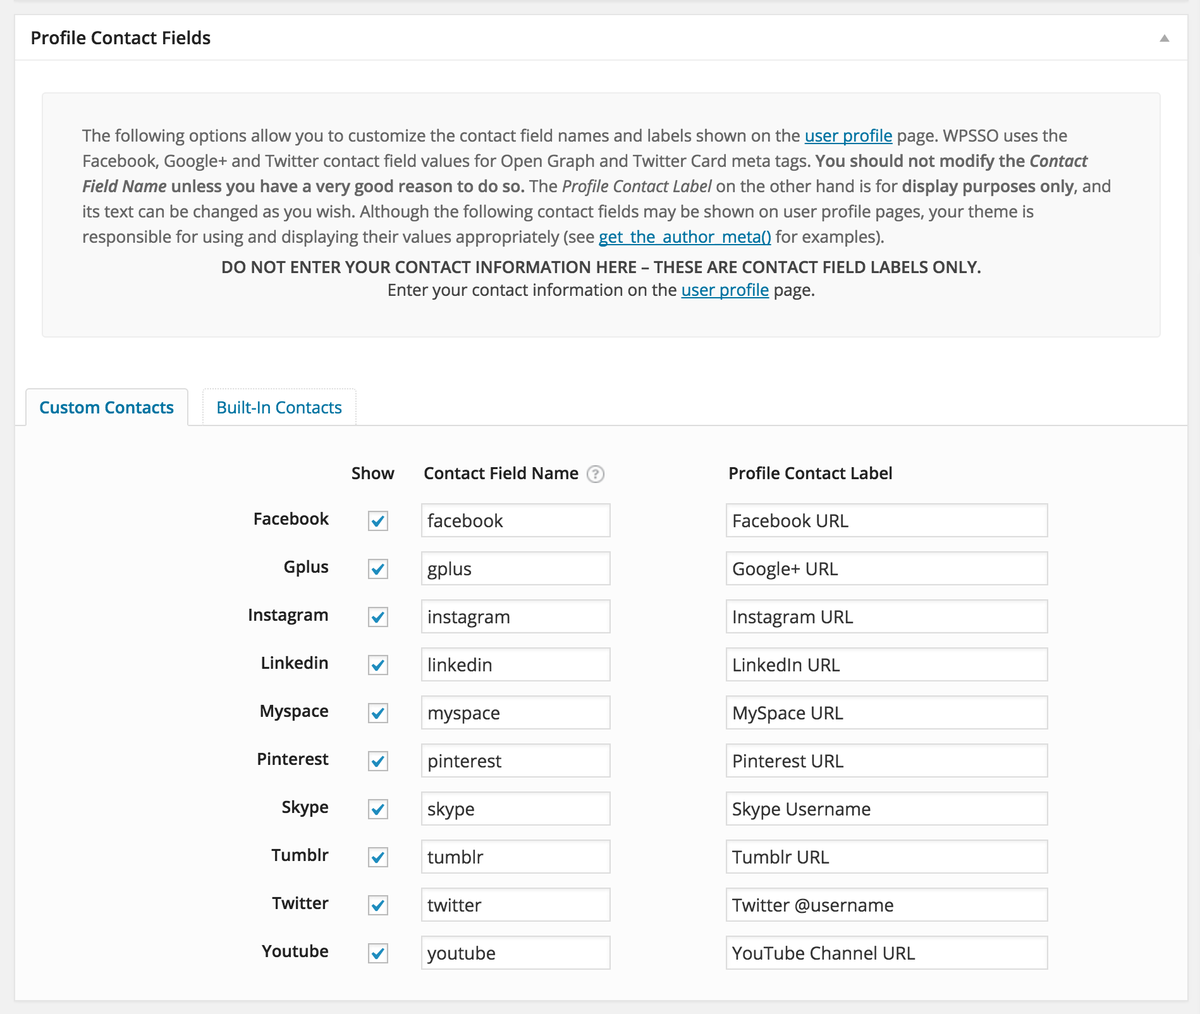 Profile Contact Fields
The following options allow you to customize the contact field names and labels shown on the user profile page. WPSSO uses the
Facebook, Google+ and Twitter contact field values for Open Graph and Twitter Card meta tags. You should not modify the Contact
Field Name unless you have a very good reason to do so. The Profile Contact Label on the other hand is for display purposes only, and
its text can be changed as you wish. Although the following contact fields may be shown on user profile pages, your theme is
responsible for using and displaying their values appropriately (see get_the_author_meta() for examples).
DO NOT ENTER YOUR CONTACT INFORMATION HERE – THESE ARE CONTACT FIELD LABELS ONLY.
Enter your contact information on the user profile page.
Custom Contacts Built-In Contacts
Show Contact Field Name ? Profile Contact Label
Facebook facebook Facebook URL
Gplus gplus Google+ URL
Instagram instagram Instagram URL
Linkedin linkedin LinkedIn URL
Myspace myspace MySpace URL
Pinterest pinterest Pinterest URL
Skype skype Skype Username
Tumblr tumblr Tumblr URL
Twitter twitter Twitter @username
Youtube youtube YouTube Channel URL